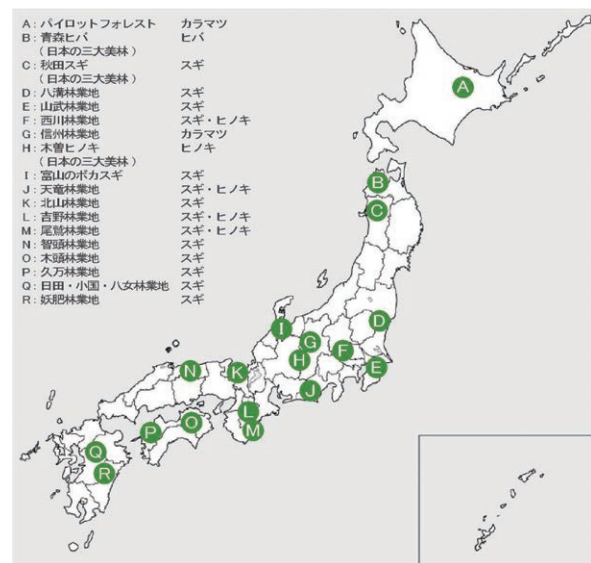 A：パイロットフォレスト　カラマツ
B：青森ヒバ　ヒバ
（日本の三大美林）
C：秋田スギ　スギ
（日本の三大美林）
D：八溝林業地　スギ
E：山武林業地　スギ
F：西川林業地　スギ・ヒノキ
G：信州林業地　カラマツ
H：木曽ヒノキ　ヒノキ
（日本の三大美林）
I：富山のボカスギ　スギ
J：天竜林業地　スギ・ヒノキ
K：北山林業地　スギ
L：吉野林業地　スギ・ヒノキ
M：尾鷲林業地　スギ・ヒノキ
N：智頭林業地　スギ
O：木頭林業地　スギ
P：久万林業地　スギ
Q：日田・小国・八女林業地　スギ
R：妖肥林業地　スギ
A
B
C
D
I
G
F
H
E
N
K
J
L
O
P
M
Q
R